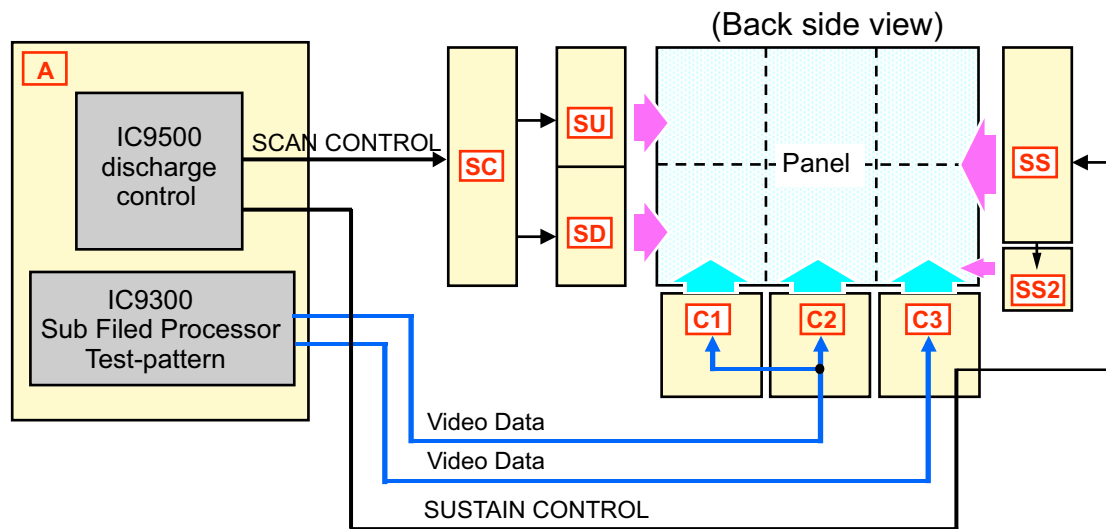 (Back side view)
A
IC9500
discharge
control
SCAN CONTROL
SC
SU
SD
Panel
SS
SS2
IC9300
Sub Filed Processor
Test-pattern
C1
C2
C3
Video Data
Video Data
SUSTAIN CONTROL